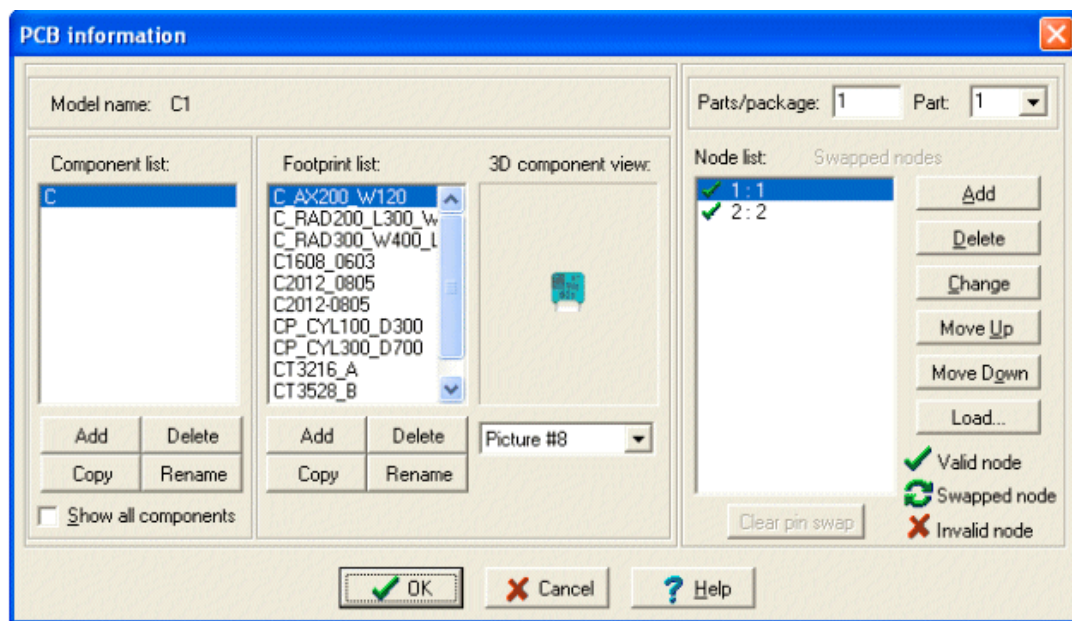 PCB information
Model name: C1
Component list:
C
Add Delete
Copy Rename
Show all components
Footprint list:
C_AX200_W120
C_RAD200_L300_W
C_RAD300_W400_L
C1608_0603
C2012_0805
C2012-0805
CP_CYL100_D300
CP_CYL300_D700
CT3216_A
CT3528_B
Add Delete
Copy Rename
3D component view:
Picture #8
Parts/package: 1 Part: 1
Node list: Swapped nodes
1 : 1
2 : 2
Add
Delete
Change
Move Up
Move Down
Load...
Valid node
Swapped node
Invalid node
Clear pin swap
OK Cancel Help